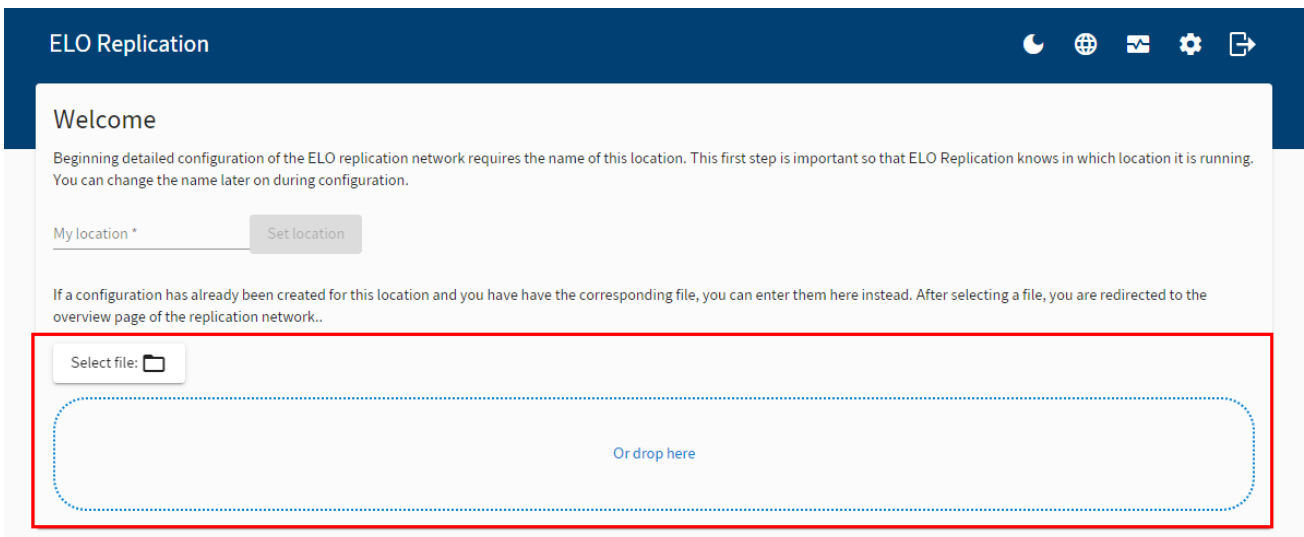 ELO Replication
Welcome
Beginning detailed configuration of the ELO replication network requires the name of this location. This first step is important so that ELO Replication knows in which location it is running.
You can change the name later on during configuration.
My location *
Set location
If a configuration has already been created for this location and you have have the corresponding file, you can enter them here instead. After selecting a file, you are redirected to the
overview page of the replication network..
Select file:
Or drop here